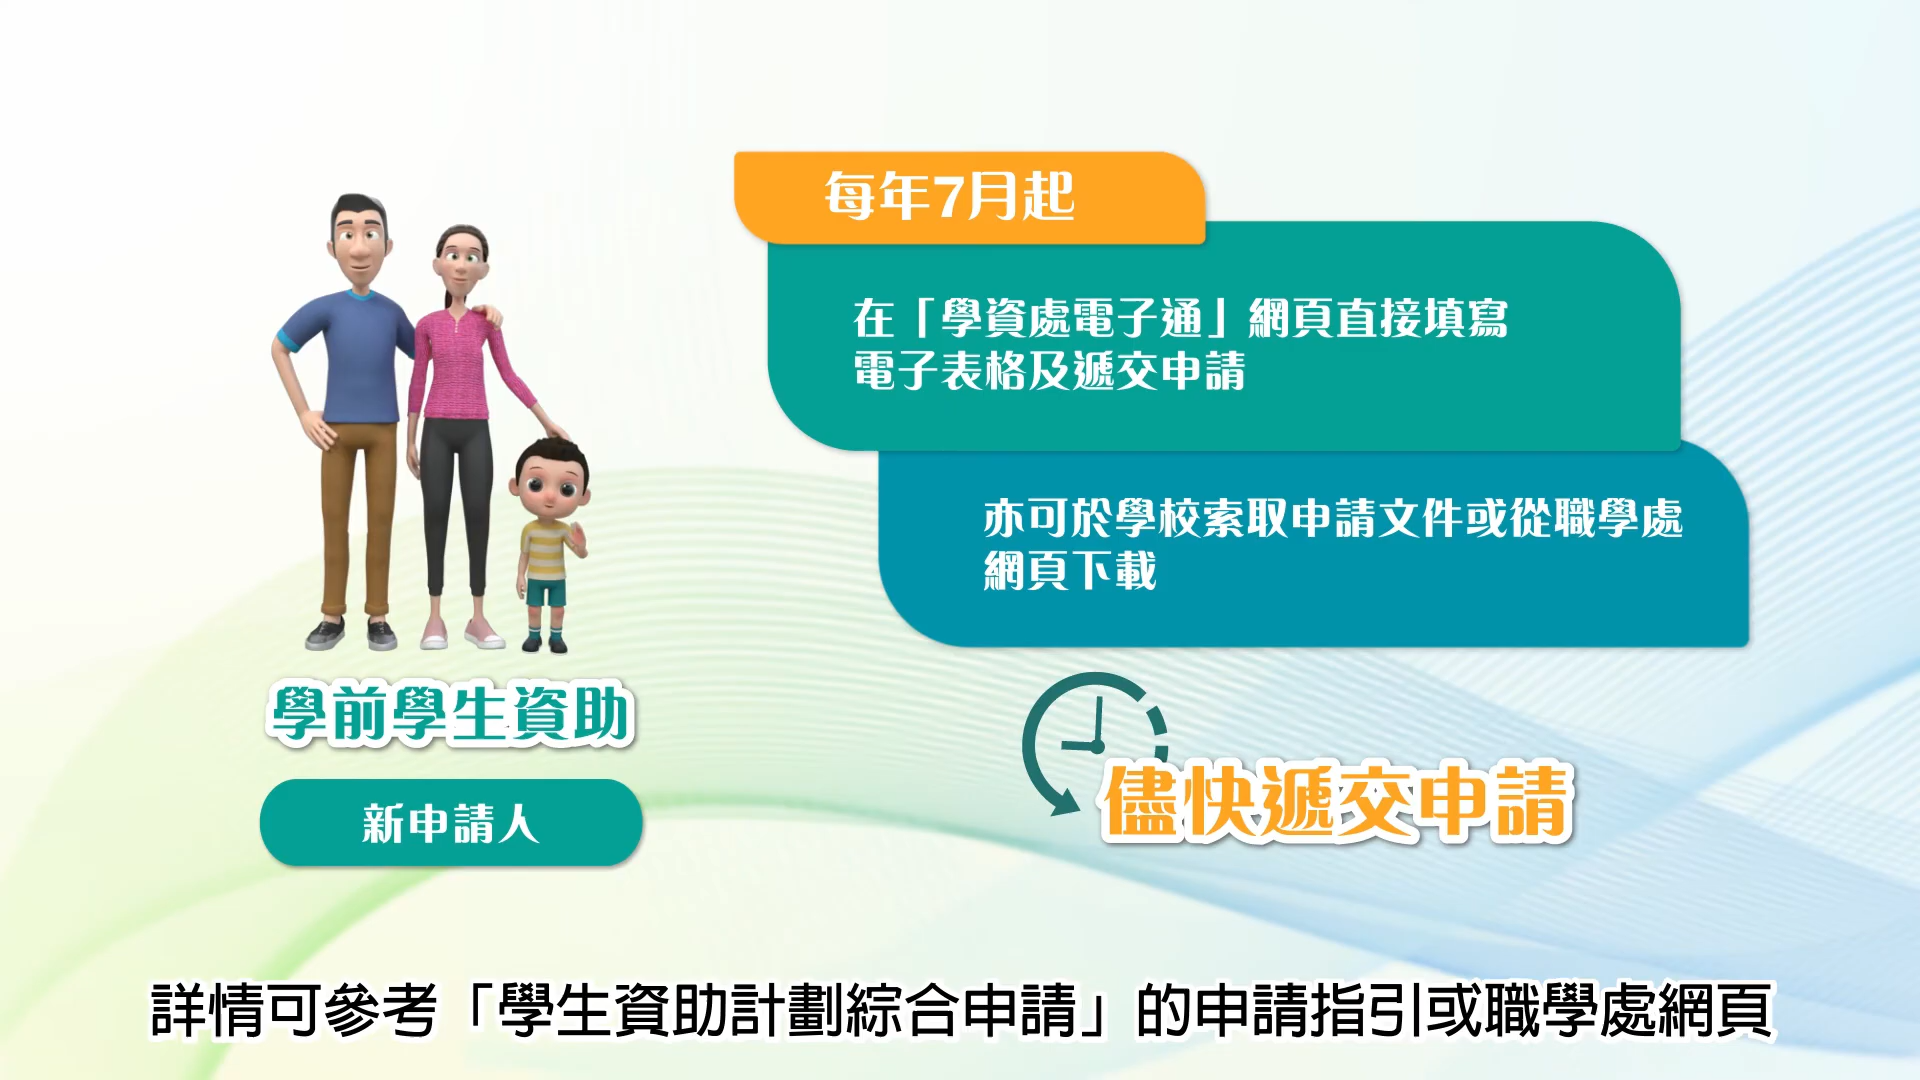 每年7月起
在「學資處電子通」網頁直接填寫
電子表格及遞交申請
亦可於學校索取申請文件或從職學處
網頁下載
學前學生資助
新申請人
儘快遞交申請
詳情可參考「學生資助計劃綜合申請」的申請指引或職學處網頁